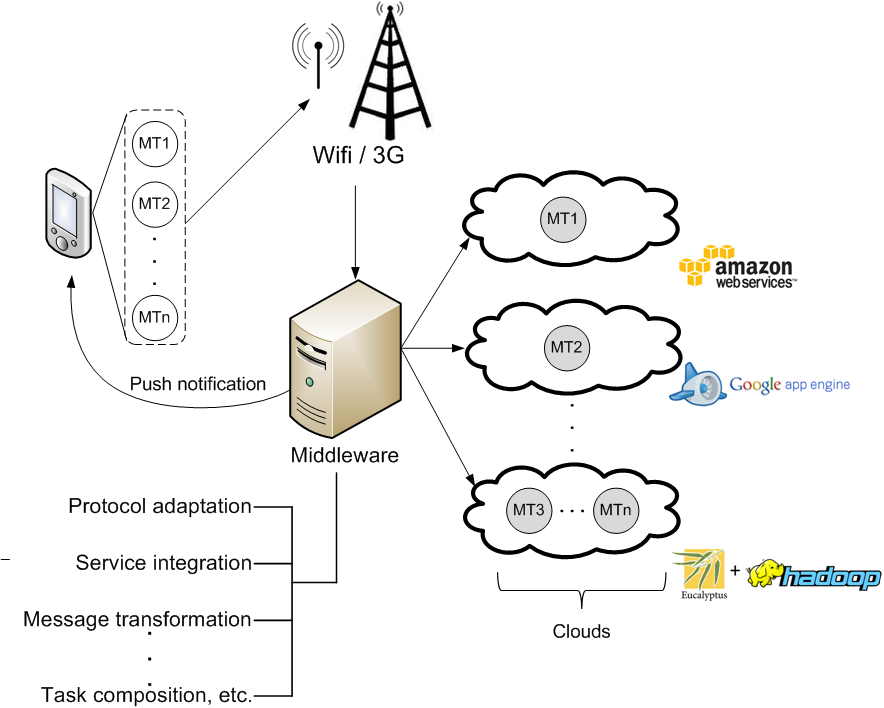 Wifi / 3G
MT1
MT2
MTn
MT1
amazon
web services™
MT2
Google app engine
Push notification
Middleware
MT3 ... MTn
Eucalyptus
+
hadoop
Clouds
Protocol adaptation
Service integration
Message transformation
Task composition, etc.